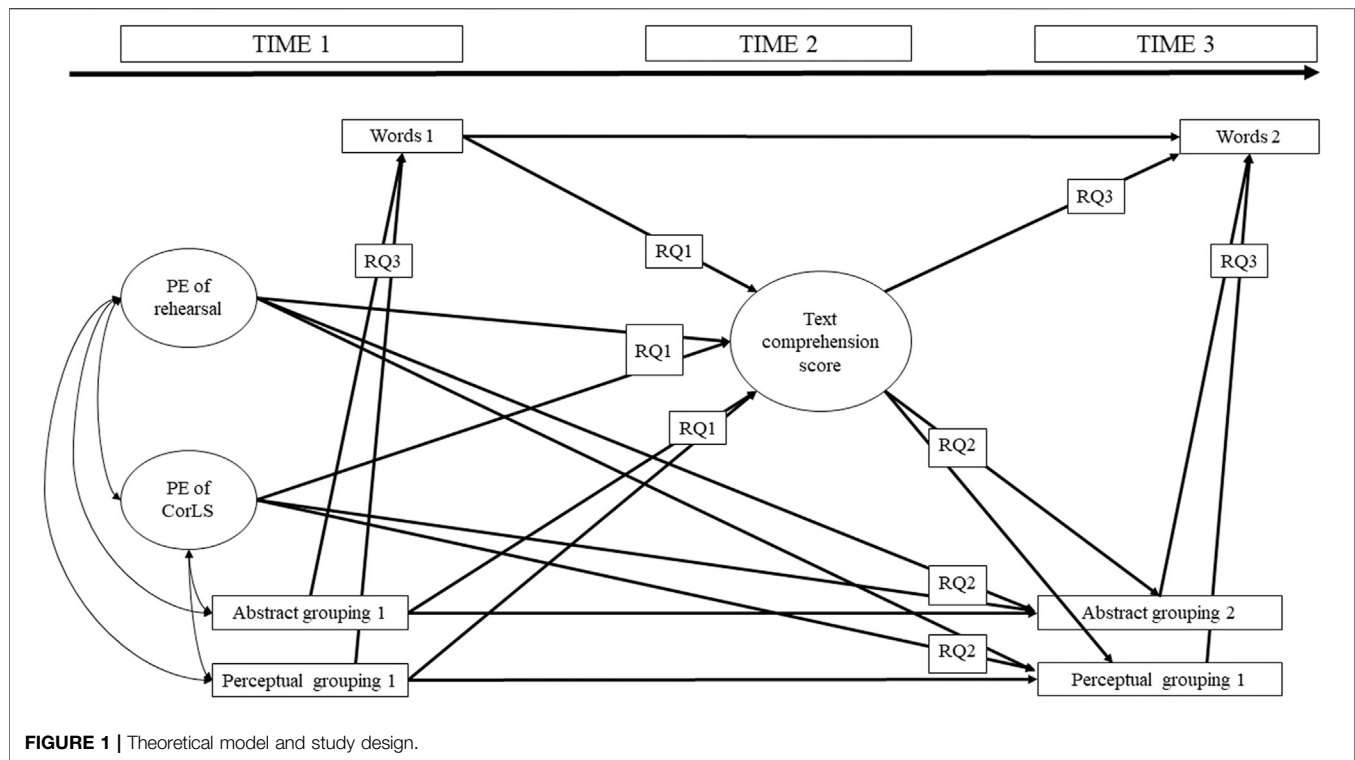 TIME 1
TIME 2
TIME 3
Words 1
Words 2
RQ3
RQ1
RQ3
RQ3
PE of
rehearsal
RQ1
Text
comprehension
score
PE of
CorLS
RQ1
RQ2
RQ2
Abstract grouping 1
Abstract grouping 2
RQ2
Perceptual grouping 1
Perceptual grouping 1
FIGURE 1 | Theoretical model and study design.